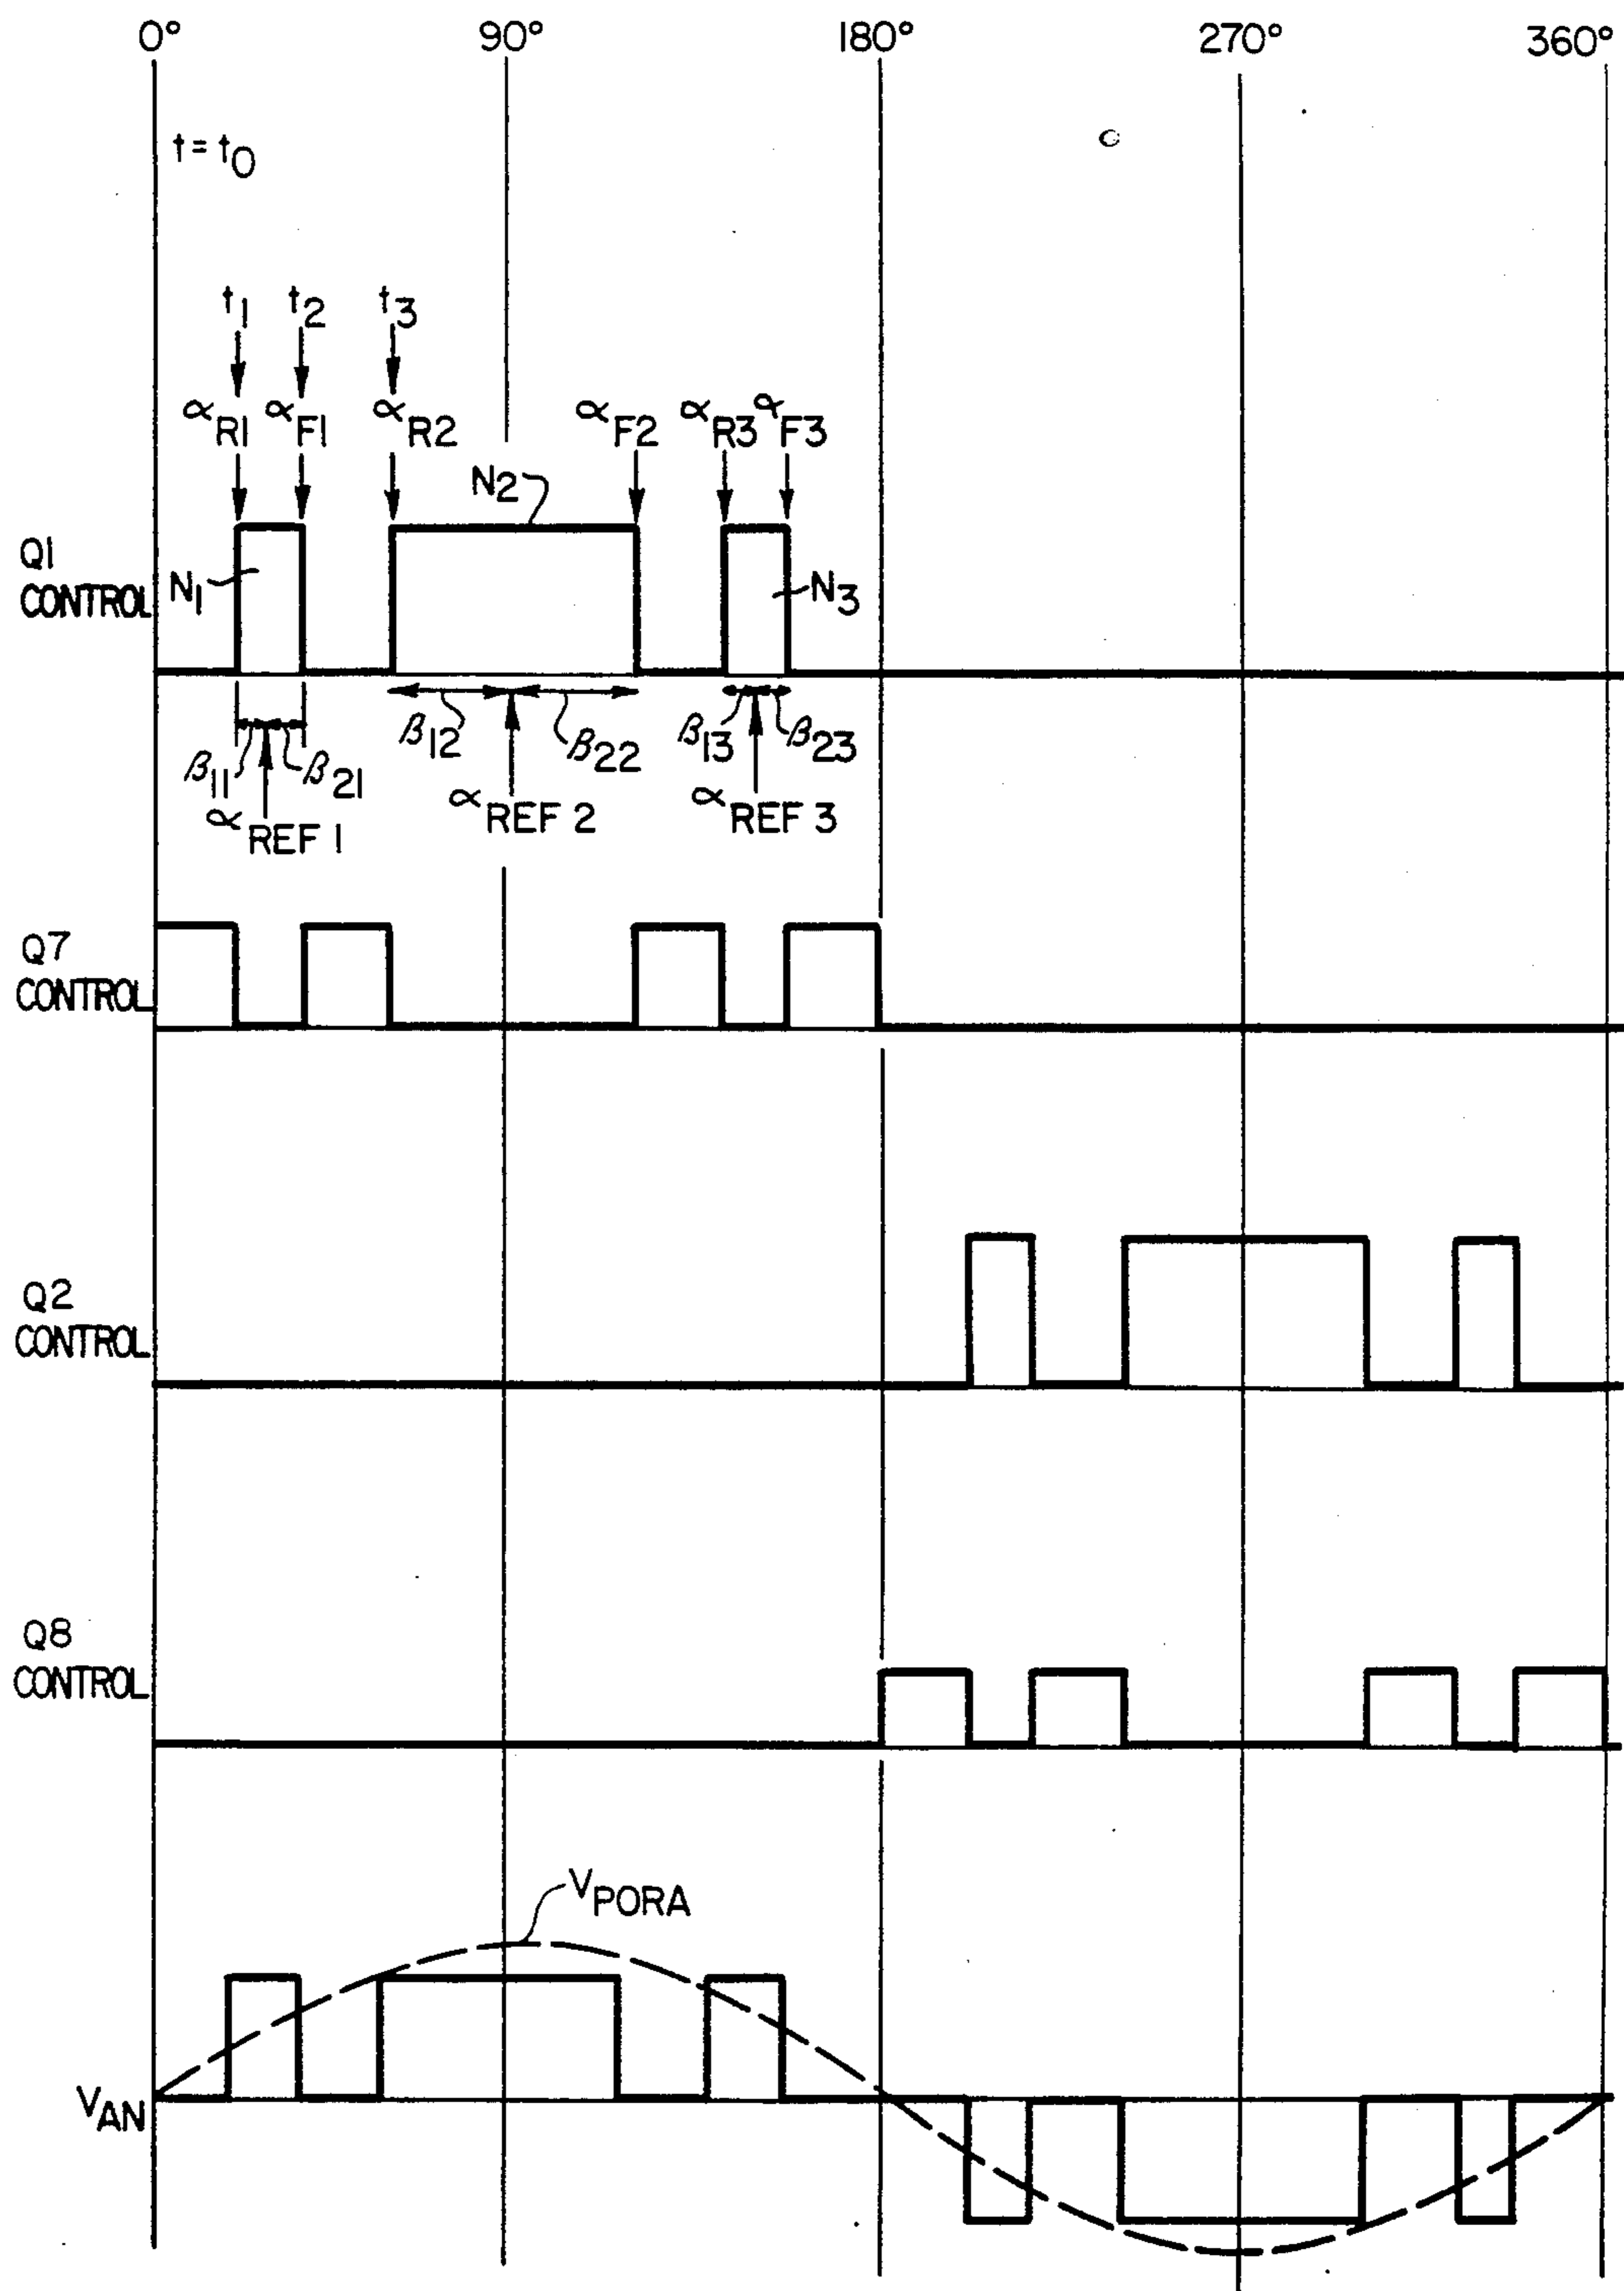 0° 90° 180° 270° 360°
t=t0
t1 t2 t3
αR1 αF1 αR2 αF2 αR3 αF3
N2
Q1
CONTROL
N1 N3
β11 β21 β12 β22 β13 β23
αREF 1 αREF 2 αREF 3
Q7
CONTROL
Q2
CONTROL
Q8
CONTROL
VPORA
VAN